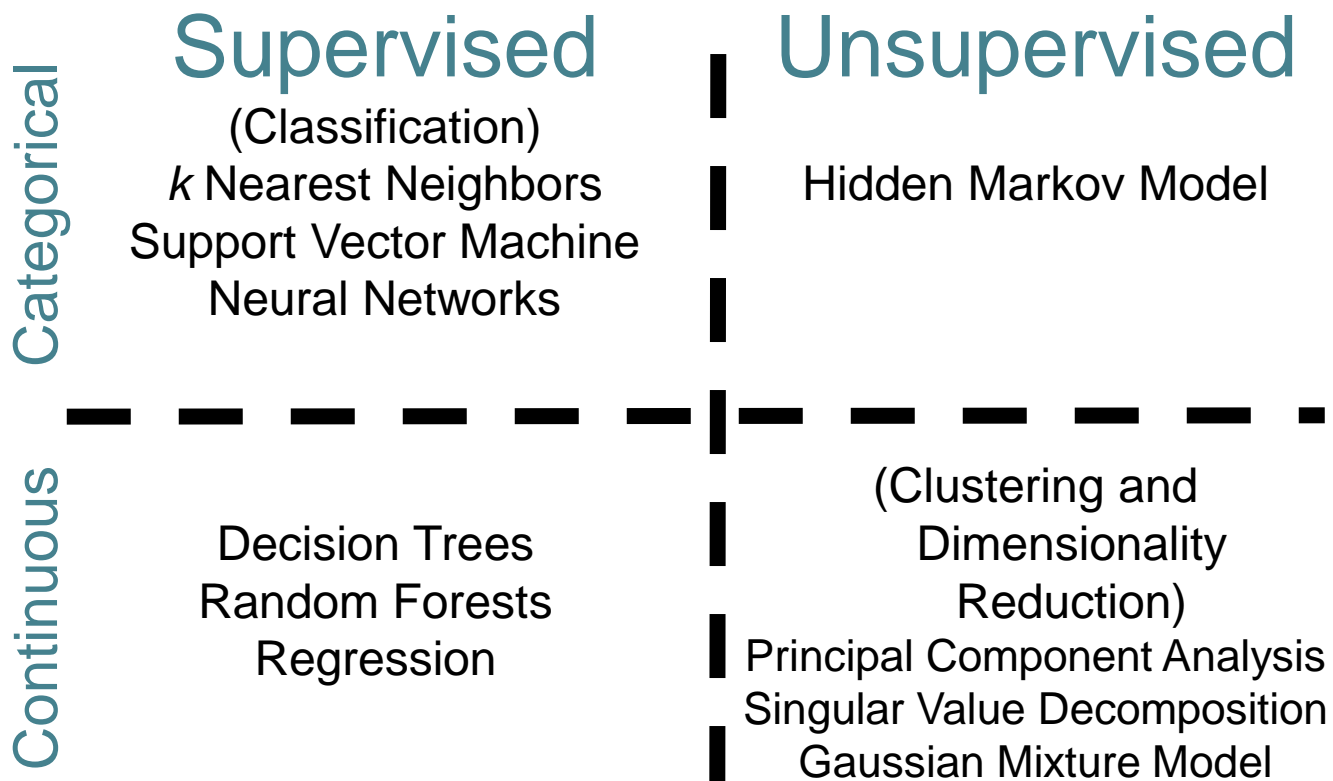 Supervised
Unsupervised
Categorical
(Classification)
k Nearest Neighbors
Support Vector Machine
Neural Networks
Hidden Markov Model
Continuous
Decision Trees
Random Forests
Regression
(Clustering and
Dimensionality
Reduction)
Principal Component Analysis
Singular Value Decomposition
Gaussian Mixture Model